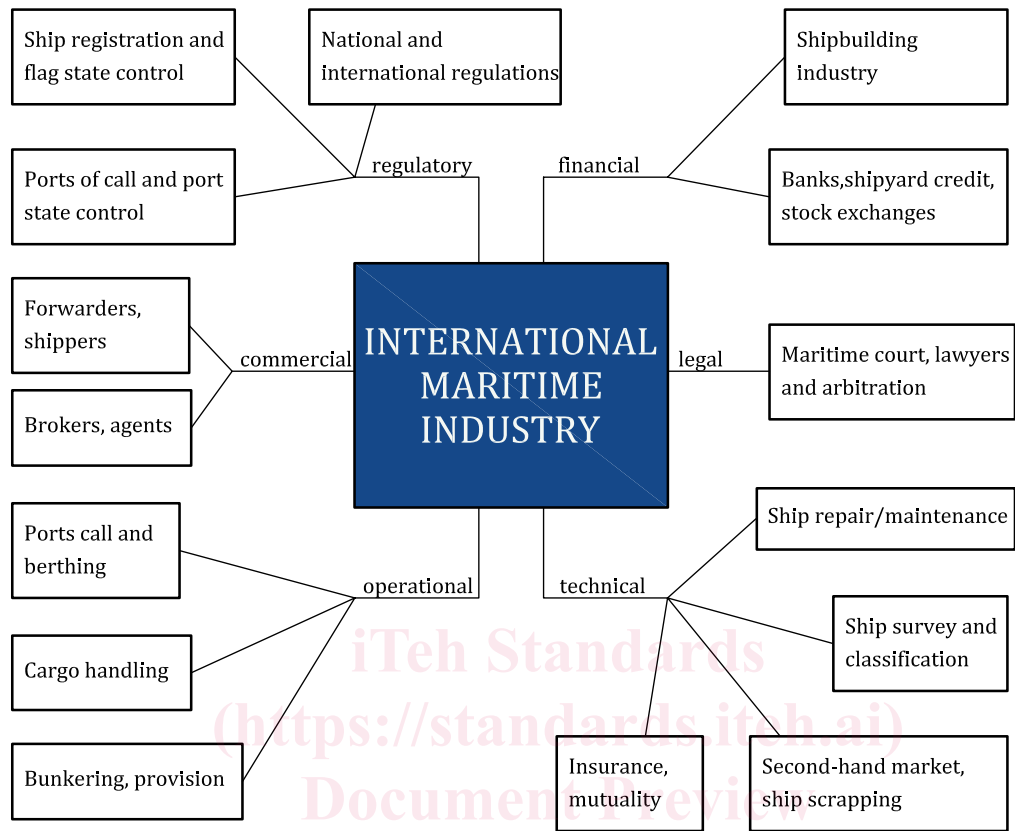 Ship registration and
flag state control
National and
international regulations
Shipbuilding
industry
regulatory
financial
Ports of call and port
state control
Banks,shipyard credit,
stock exchanges
Forwarders,
shippers
commercial
INTERNATIONAL
MARITIME
INDUSTRY
legal
Maritime court, lawyers
and arbitration
Brokers, agents
Ports call and
berthing
Ship repair/maintenance
operational
technical
Ship survey and
classification
Cargo handling
iTeh Standards
(https://standards.iteh.ai)
Document Preview
Bunkering, provision
Insurance,
mutuality
Second-hand market,
ship scrapping